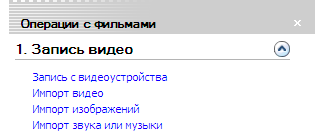 Операции с фильмами
1. Запись видео
Запись с видеоустройства
Импорт видео
Импорт изображений
Импорт звука или музыки